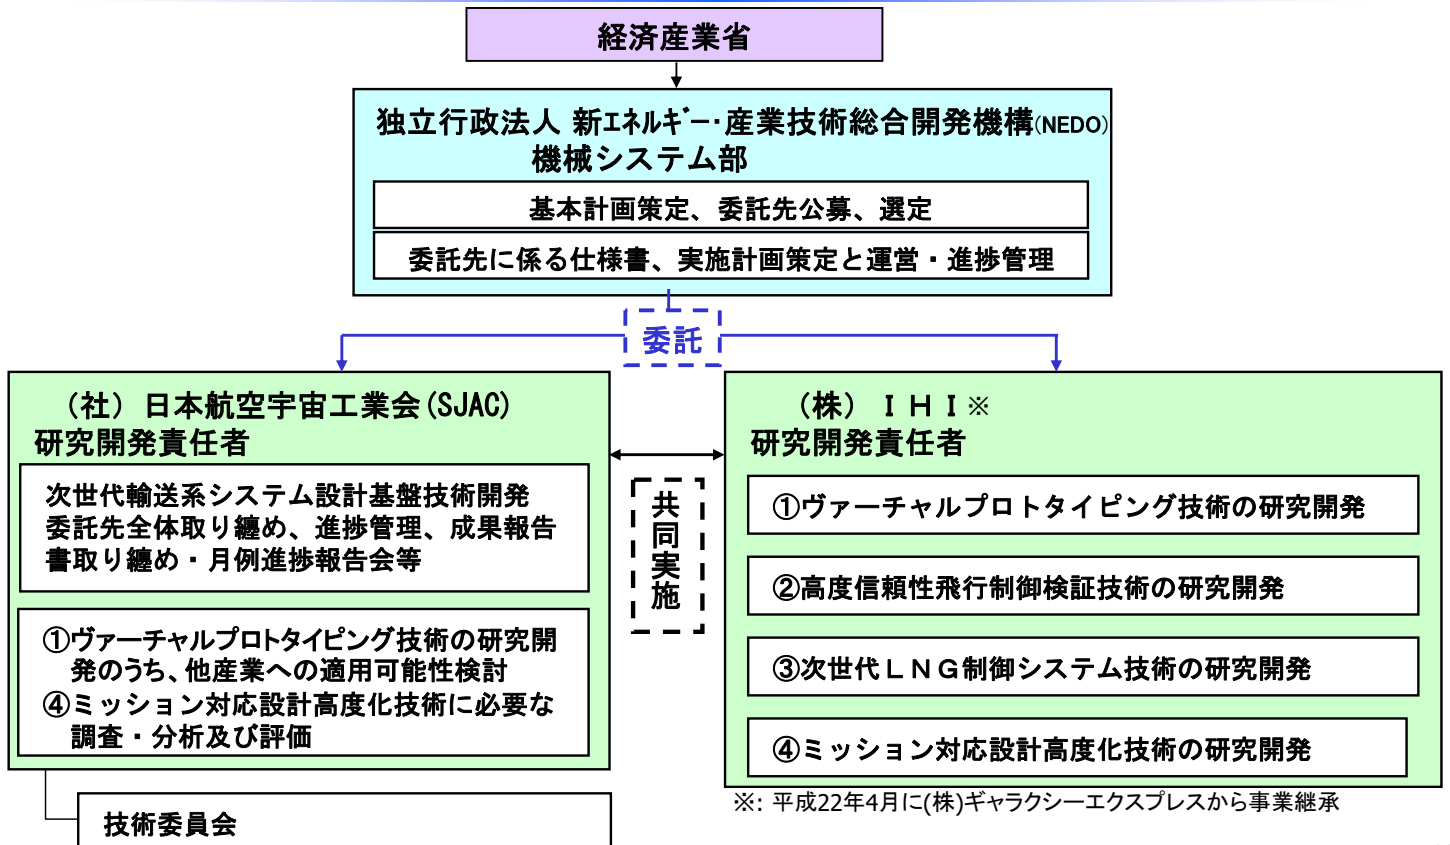 経済産業省
独立行政法人 新エネルギー・産業技術総合開発機構(NEDO)
機械システム部
基本計画策定、委託先公募、選定
委託先に係る仕様書、実施計画策定と運営・進捗管理
委託
（社）日本航空宇宙工業会(SJAC)
研究開発責任者
次世代輸送系システム設計基盤技術開発
委託先全体取り纏め、進捗管理、成果報告
書取り纏め・月例進捗報告会等
①ヴァーチャルプロトタイピング技術の研究開
発のうち、他産業への適用可能性検討
④ミッション対応設計高度化技術に必要な
調査・分析及び評価
技術委員会
共同実施
（株）ＩＨＩ※
研究開発責任者
①ヴァーチャルプロトタイピング技術の研究開発
②高度信頼性飛行制御検証技術の研究開発
③次世代ＬＮＧ制御システム技術の研究開発
④ミッション対応設計高度化技術の研究開発
※: 平成22年4月に(株)ギャラクシーエクスプレスから事業継承